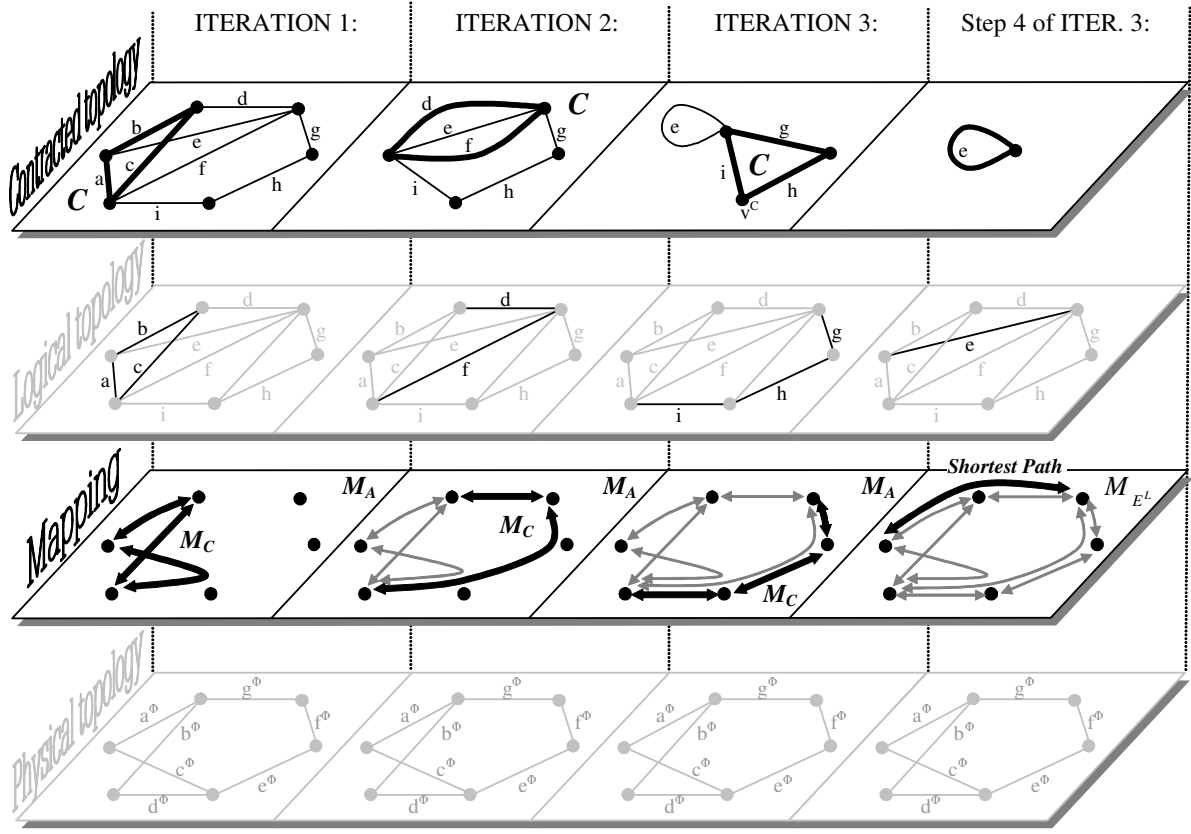 ITERATION 1: ITERATION 2: ITERATION 3: Step 4 of ITER. 3:
Contracted topology
b d e c f a g h i C
d e f g h i C
e g i h C v^C
e
Logical topology
b d e c f a g h i
b d e c f a g h i
b d e c f a g h i
b d e c f a g h i
Mapping
M_C
M_A M_C
M_A M_C
M_A Shortest Path M_{E^L}
Physical topology
a^Φ b^Φ c^Φ d^Φ e^Φ f^Φ g^Φ
a^Φ b^Φ c^Φ d^Φ e^Φ f^Φ g^Φ
a^Φ b^Φ c^Φ d^Φ e^Φ f^Φ g^Φ
a^Φ b^Φ c^Φ d^Φ e^Φ f^Φ g^Φ